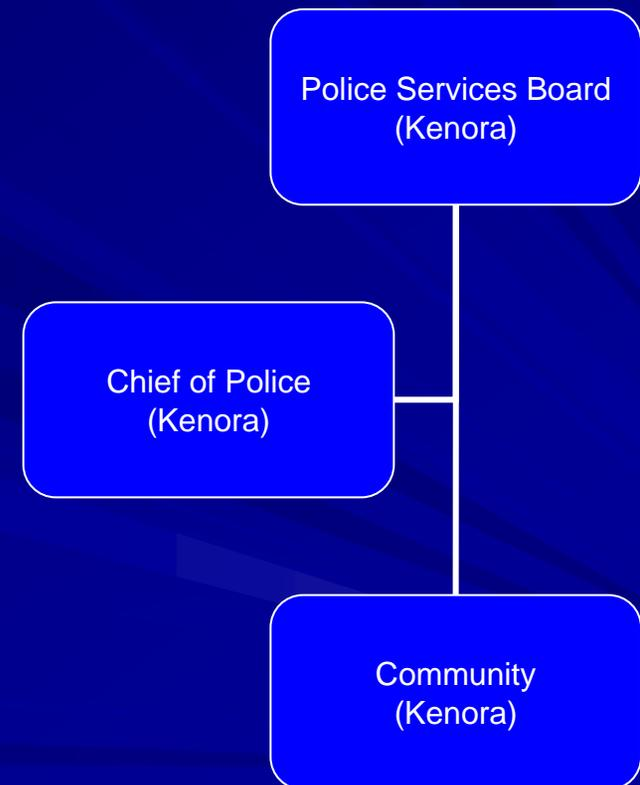 Police Services Board
(Kenora)
Chief of Police
(Kenora)
Community
(Kenora)